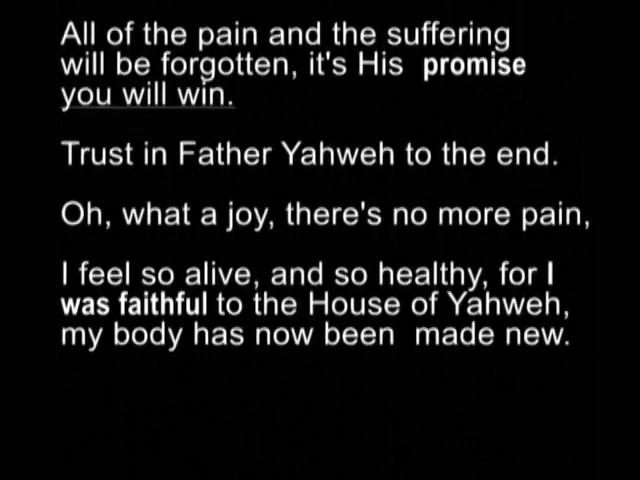 All of the pain and the suffering
will be forgotten, it's His promise
you will win.
Trust in Father Yahweh to the end.
Oh, what a joy, there's no more pain,
I feel so alive, and so healthy, for I
was faithful to the House of Yahweh,
my body has now been made new.